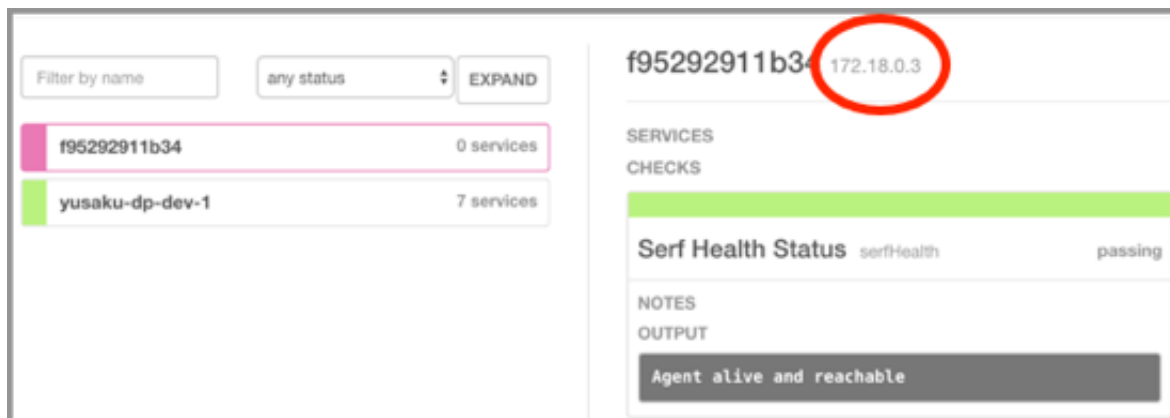 Filter by name
any status
EXPAND
f95292911b34
0 services
yusaku-dp-dev-1
7 services
f95292911b34 172.18.0.3
SERVICES
CHECKS
Serf Health Status serfHealth passing
NOTES
OUTPUT
Agent alive and reachable